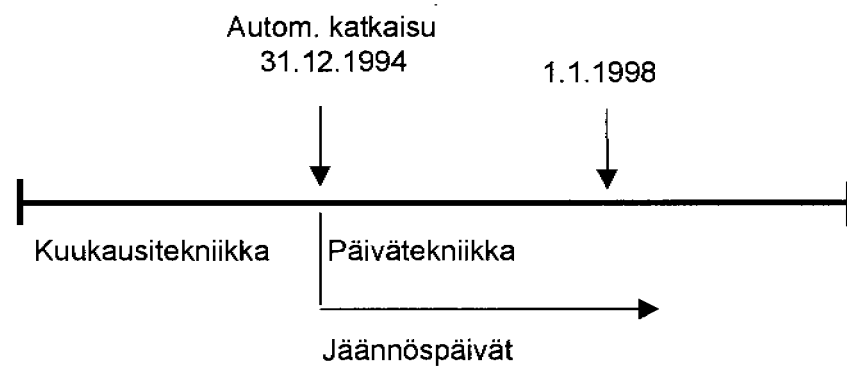 Autom. katkaisu
31.12.1994
1.1.1998
Kuukausitekniikka
Päivätekniikka
Jäännöspäivät